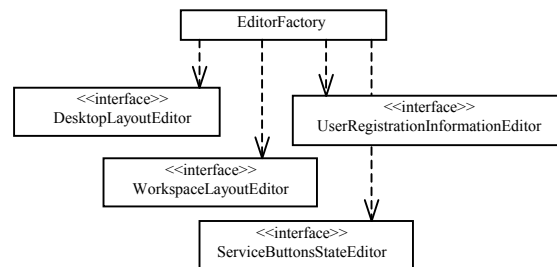 EditorFactory
<<interface>>
DesktopLayoutEditor
<<interface>>
UserRegistrationInformationEditor
<<interface>>
WorkspaceLayoutEditor
<<interface>>
ServiceButtonsStateEditor